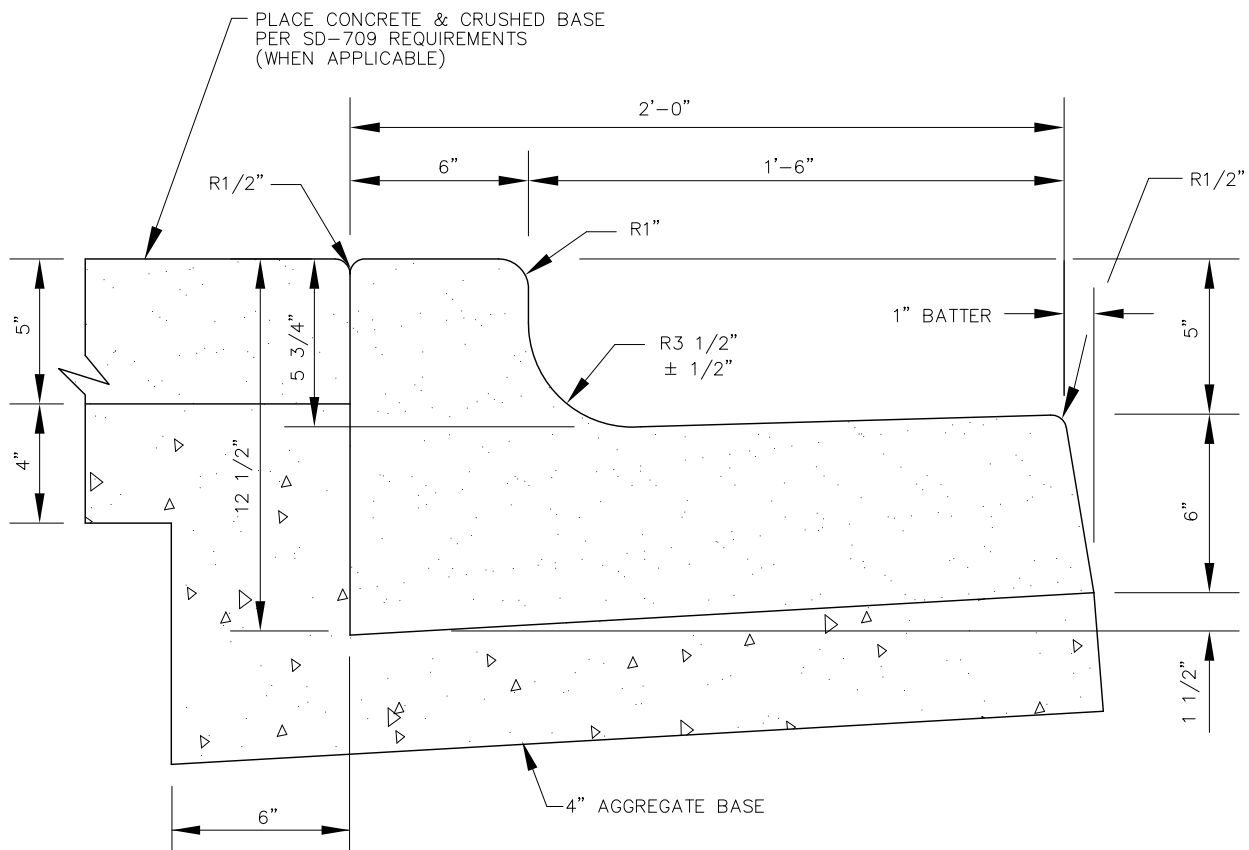 PLACE CONCRETE & CRUSHED BASE
PER SD-709 REQUIREMENTS
(WHEN APPLICABLE)
2'-0"
6"
1'-6"
R1/2"
R1/2"
R1"
1" BATTER
5"
5 3/4"
5"
R3 1/2"
± 1/2"
4"
12 1/2"
6"
1 1/2"
4" AGGREGATE BASE
6"